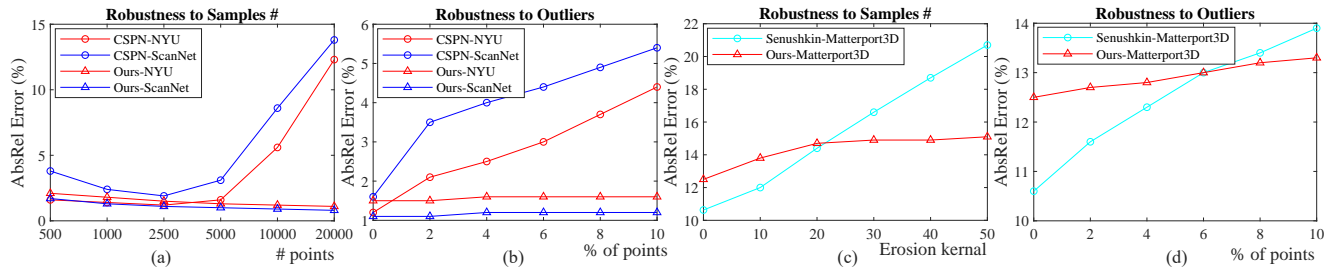 Robustness to Samples #
AbsRel Error (%)
15
10
5
0
CSPN-NYU
CSPN-ScanNet
Ours-NYU
Ours-ScanNet
500 1000 2500 5000 10000 20000
(a) # points
Robustness to Outliers
AbsRel Error (%)
6
5
4
3
2
1
CSPN-NYU
CSPN-ScanNet
Ours-NYU
Ours-ScanNet
0 2 4 6 8 10
(b) % of points
Robustness to Samples #
AbsRel Error (%)
22
20
18
16
14
12
10
Senushkin-Matterport3D
Ours-Matterport3D
0 10 20 30 40 50
(c) Erosion kernal
Robustness to Outliers
AbsRel Error (%)
14
13
12
11
10
Senushkin-Matterport3D
Ours-Matterport3D
0 2 4 6 8 10
(d) % of points